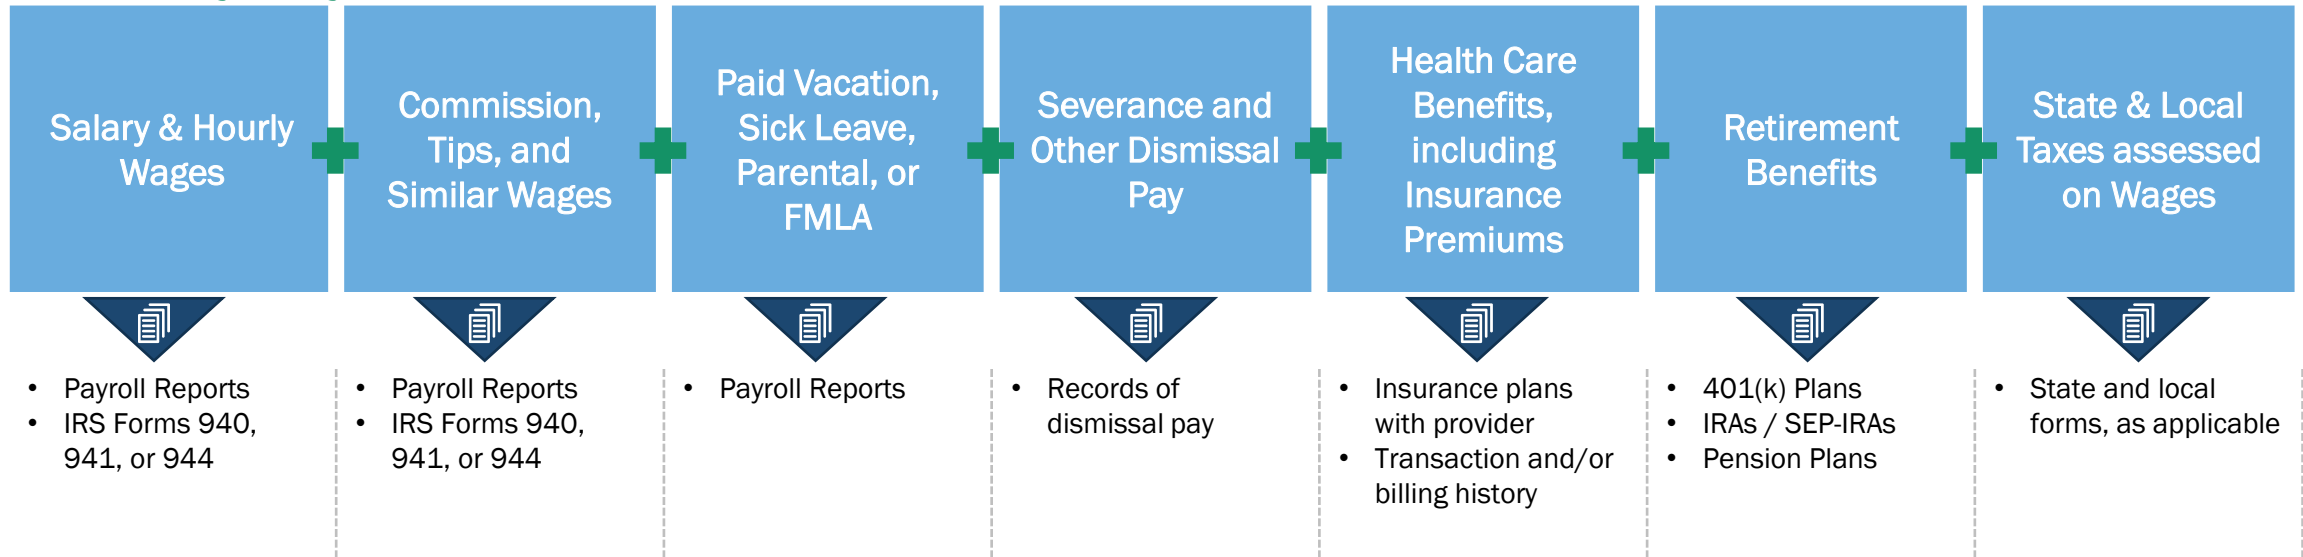 Salary & Hourly
Wages
Commission,
Tips, and
Similar Wages
Paid Vacation,
Sick Leave,
Parental, or
FMLA
Severance and
Other Dismissal
Pay
Health Care
Benefits,
including
Insurance
Premiums
Retirement
Benefits
State & Local
Taxes assessed
on Wages
• Payroll Reports
• IRS Forms 940,
941, or 944
• Payroll Reports
• IRS Forms 940,
941, or 944
• Payroll Reports
• Records of
dismissal pay
• Insurance plans
with provider
• Transaction and/or
billing history
• 401(k) Plans
• IRAs / SEP-IRAs
• Pension Plans
• State and local
forms, as applicable